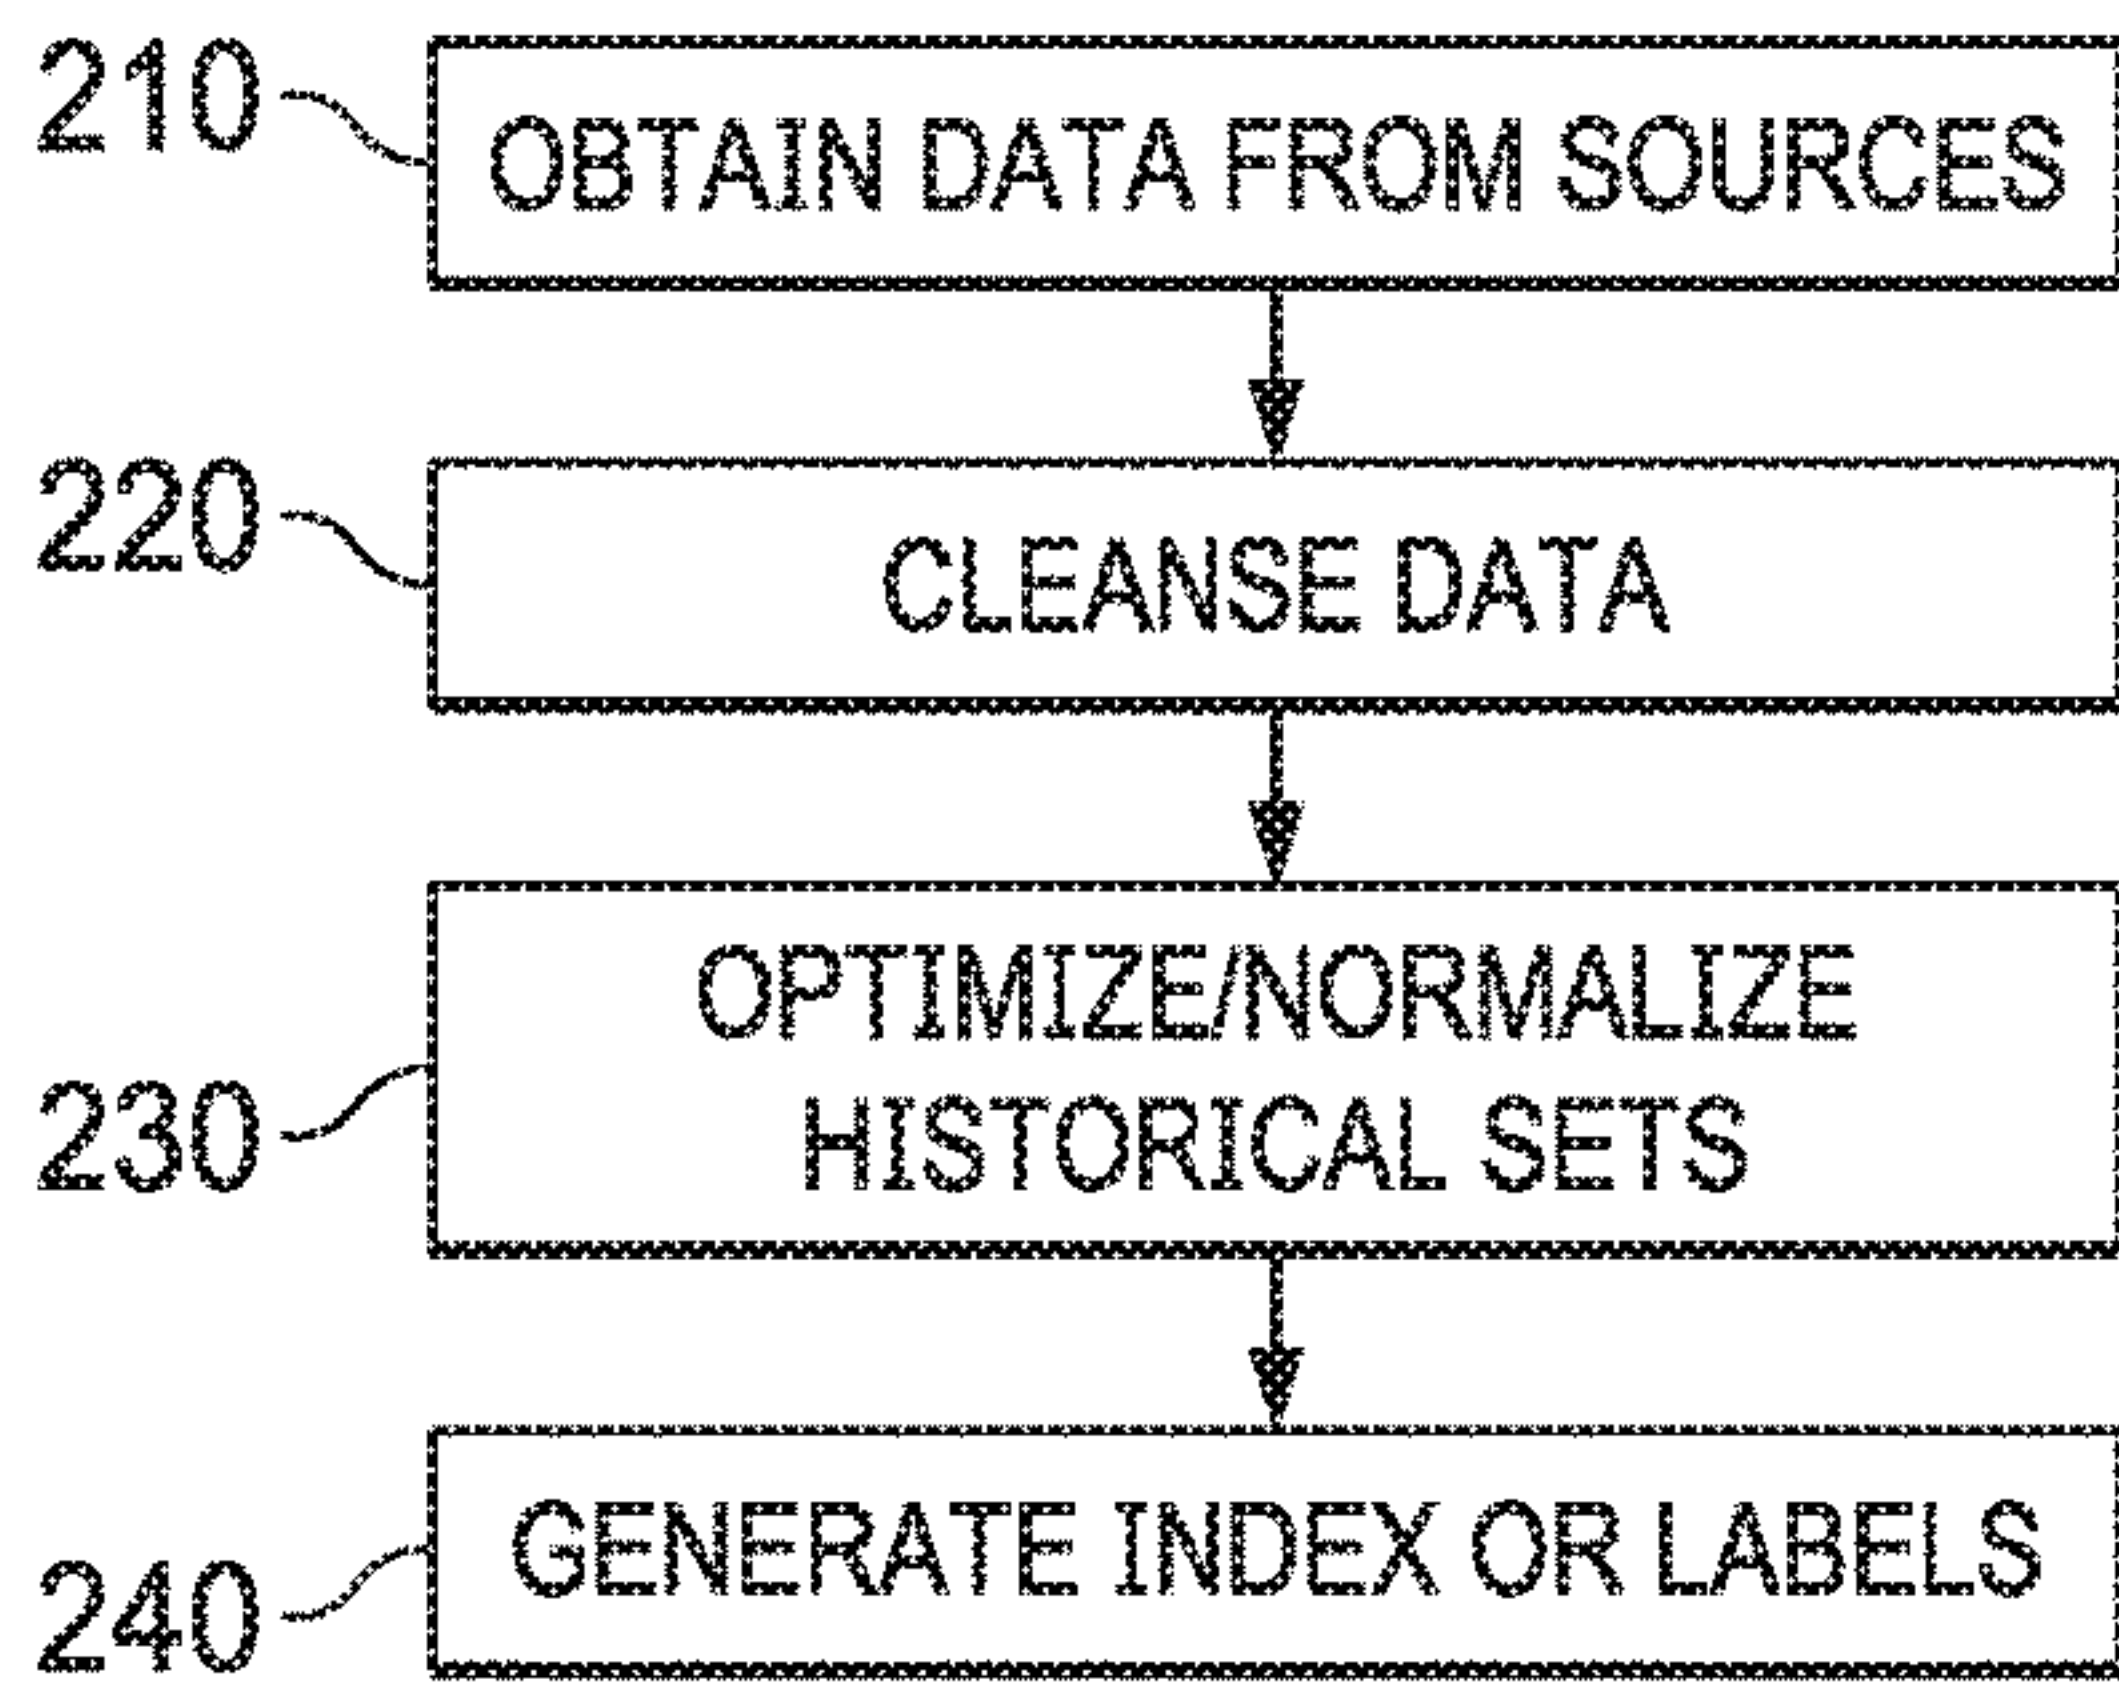 210
OBTAIN DATA FROM SOURCES
220
CLEANSE DATA
230
OPTIMIZE/NORMALIZE
HISTORICAL SETS
240
GENERATE INDEX OR LABELS